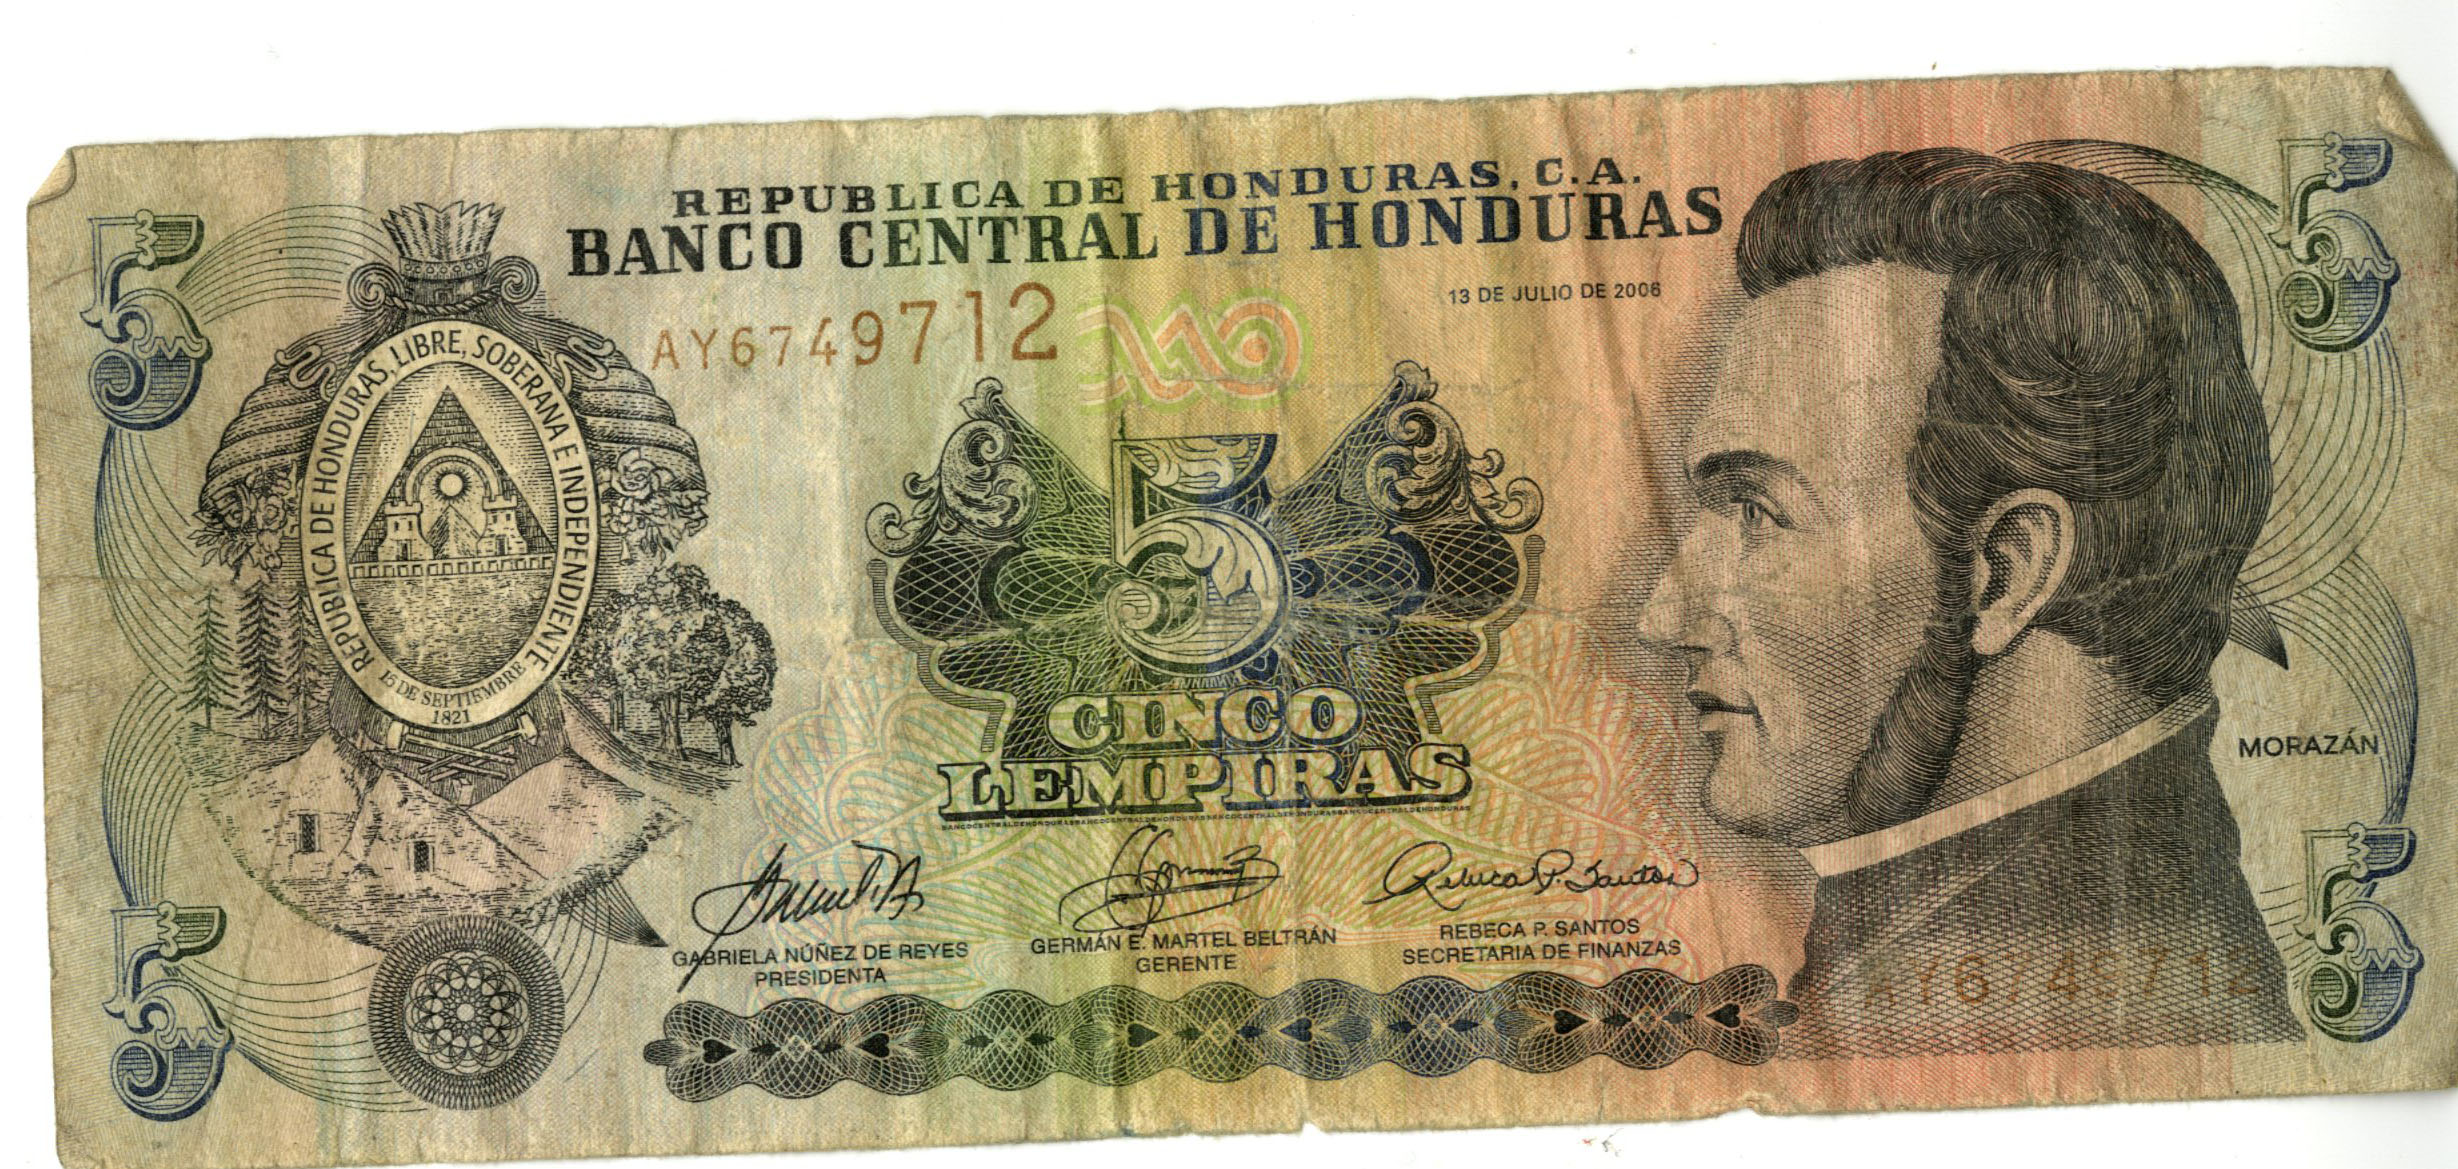 REPUBLICA DE HONDURAS, C.A.
BANCO CENTRAL DE HONDURAS
13 DE JULIO DE 2006
AY6749712
5
5
REPUBLICA DE HONDURAS, LIBRE, SOBERANA E INDEPENDIENTE
15 DE SEPTIEMBRE
1821
5
CINCO
LEMPIRAS
BANCOCENTRALDEHONDURASBANCOCENTRALDEHONDURASBANCOCENTRALDEHONDURASBANCOCENTRALDEHONDURAS
MORAZÁN
Rebeca P. Santos
GABRIELA NÚÑEZ DE REYES
PRESIDENTA
GERMÁN E. MARTEL BELTRÁN
GERENTE
REBECA P. SANTOS
SECRETARIA DE FINANZAS
AY6749712
5
5